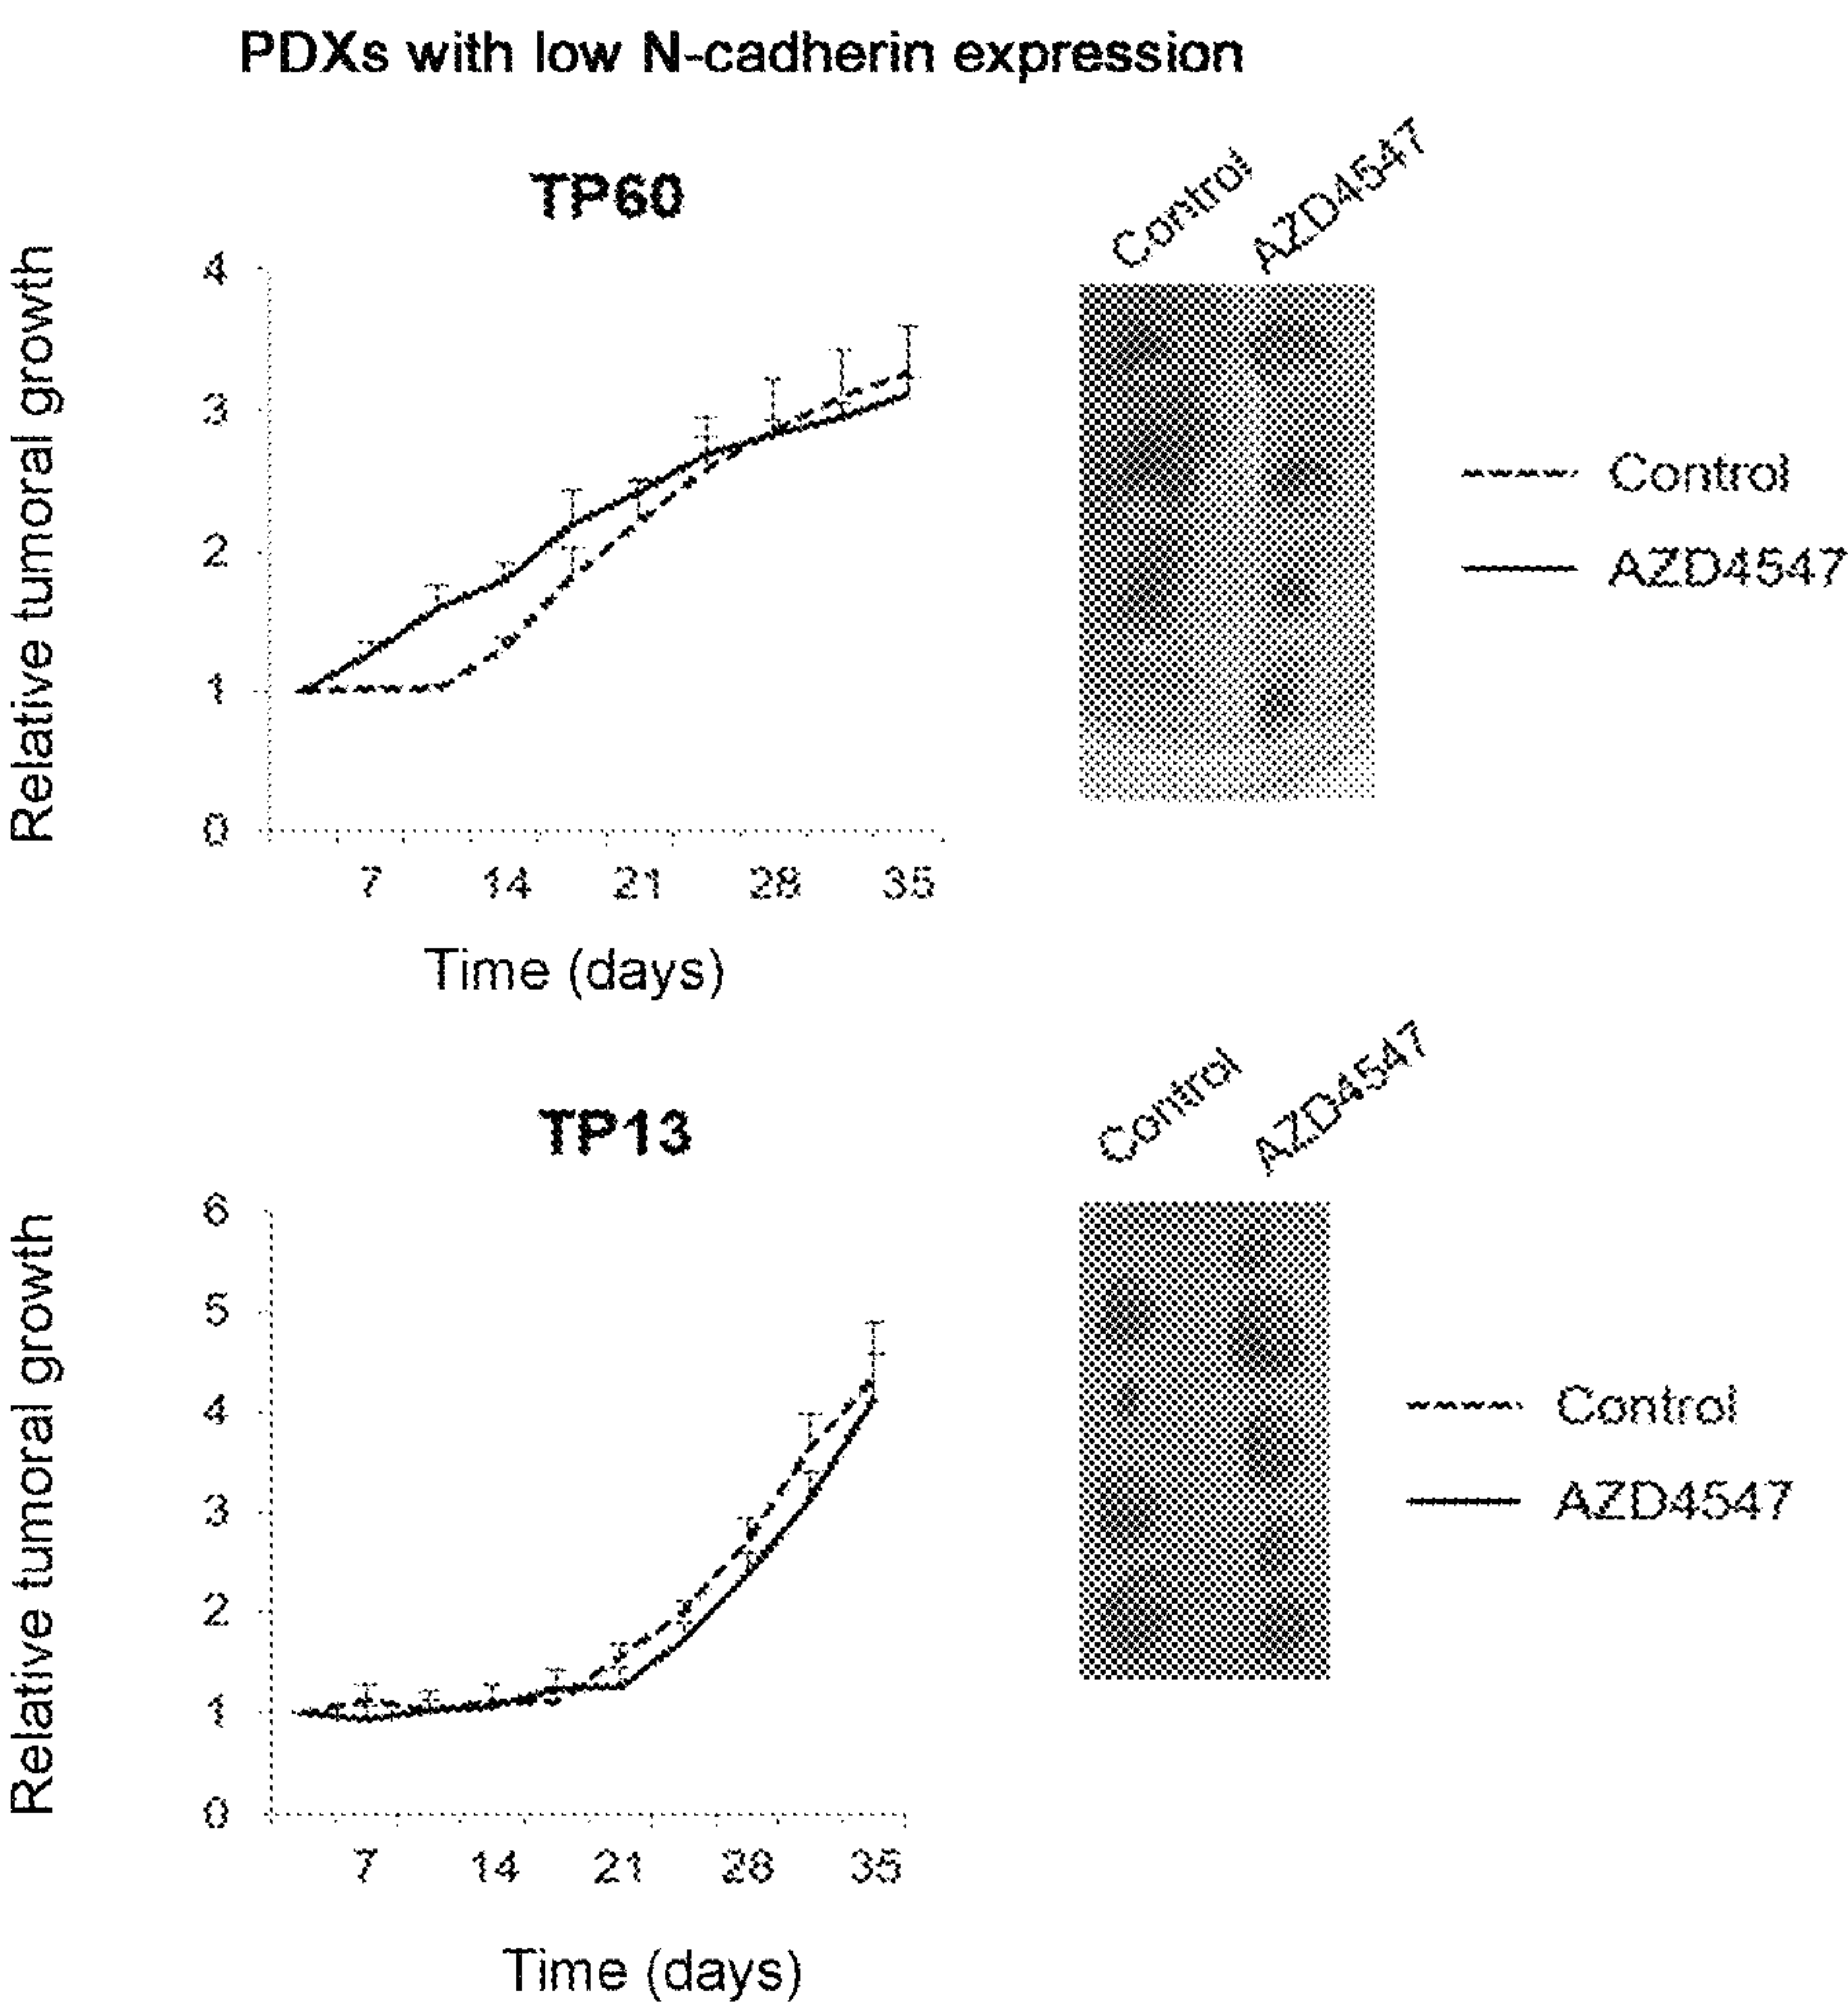 PDXs with low N-cadherin expression
TP60
Control
AZD4547
Relative tumoral growth
4
3
2
1
0
7 14 21 28 35
Time (days)
Control
AZD4547
TP13
Control
AZD4547
Relative tumoral growth
6
5
4
3
2
1
0
7 14 21 28 35
Time (days)
Control
AZD4547